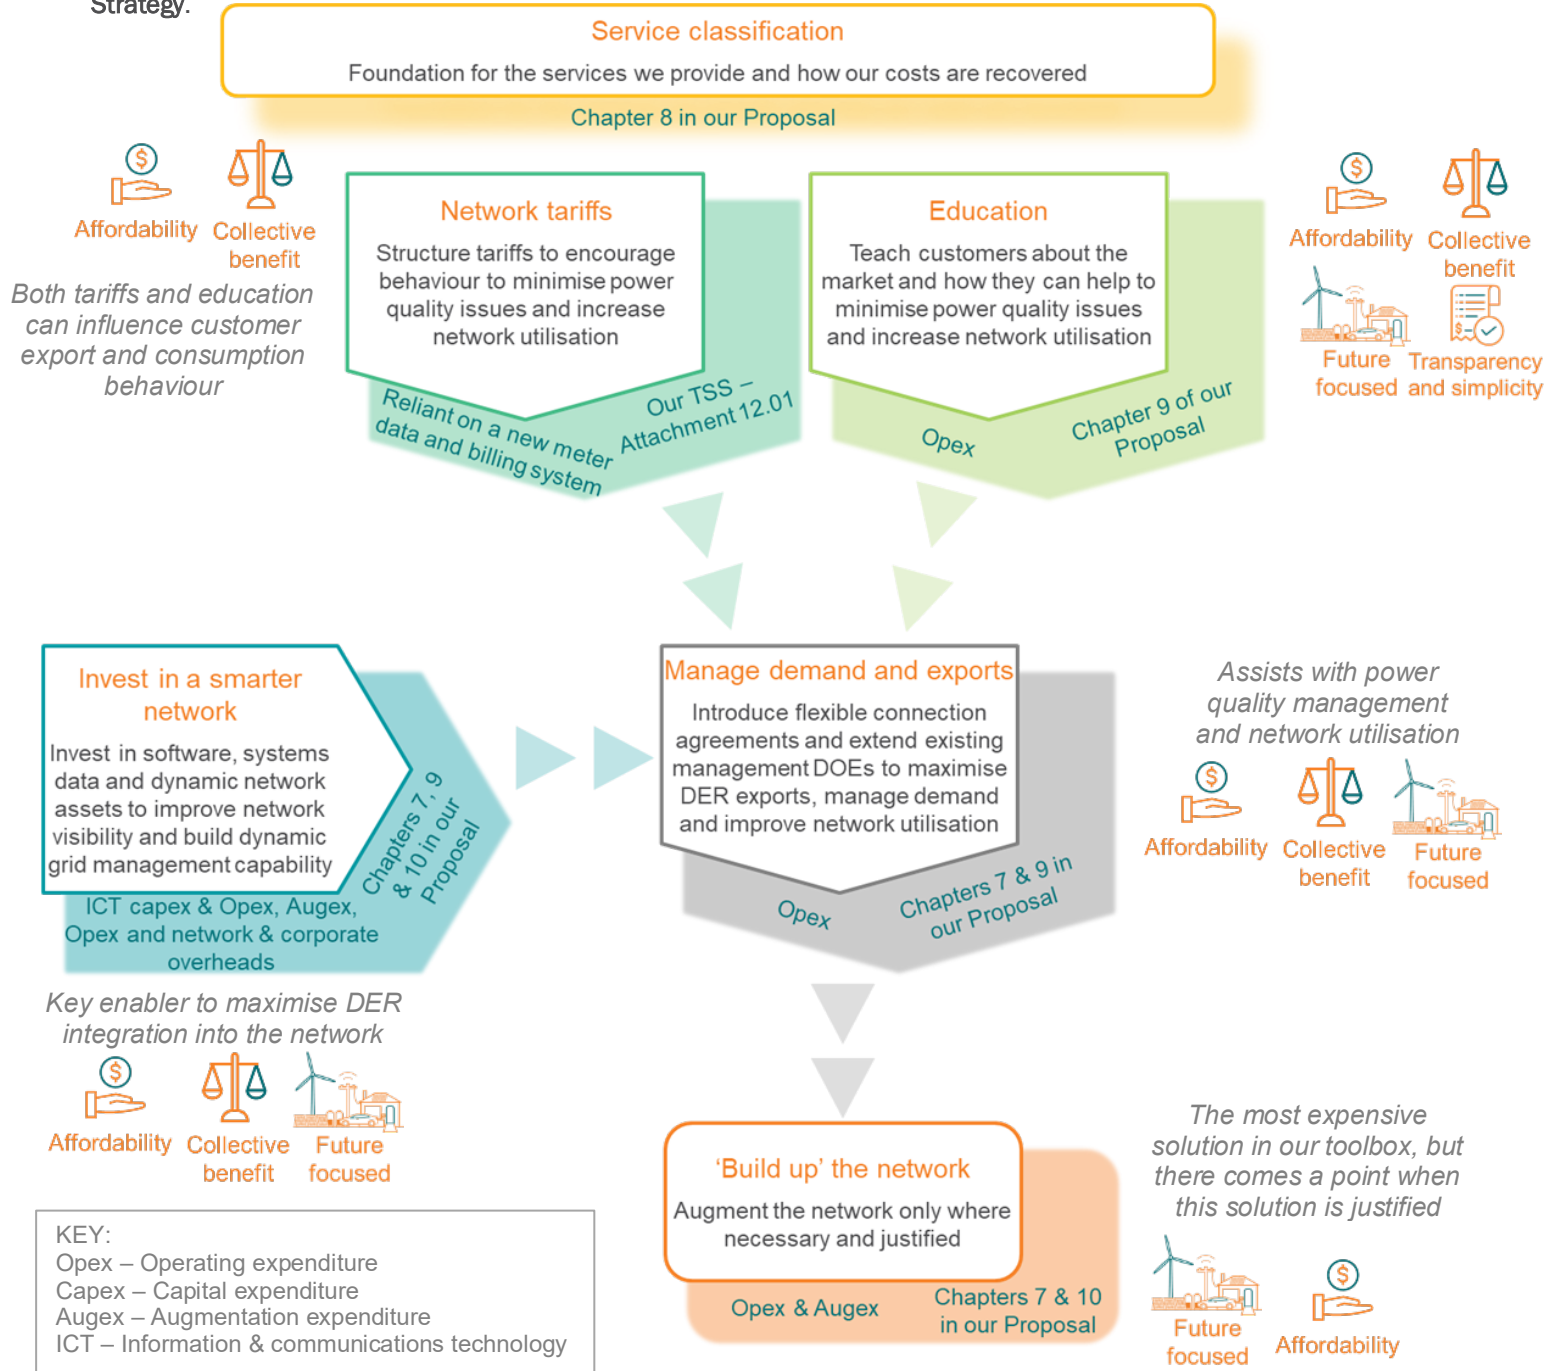 Strategy.
Service classification
Foundation for the services we provide and how our costs are recovered
Chapter 8 in our Proposal
Affordability
Collective
benefit
Both tariffs and education
can influence customer
export and consumption
behaviour
Network tariffs
Structure tariffs to encourage
behaviour to minimise power
quality issues and increase
network utilisation
Reliant on a new meter
data and billing system
Our TSS –
Attachment 12.01
Education
Teach customers about the
market and how they can help to
minimise power quality issues
and increase network utilisation
Opex
Chapter 9 of our
Proposal
Affordability
Collective
benefit
Future
focused
Transparency
and simplicity
Invest in a smarter
network
Invest in software, systems
data and dynamic network
assets to improve network
visibility and build dynamic
grid management capability
Chapters 7, 9
& 10 in our
Proposal
ICT capex & Opex, Augex,
Opex and network & corporate
overheads
Key enabler to maximise DER
integration into the network
Affordability
Collective
benefit
Future
focused
Manage demand and exports
Introduce flexible connection
agreements and extend existing
management DOEs to maximise
DER exports, manage demand
and improve network utilisation
Opex
Chapters 7 & 9 in
our Proposal
Assists with power
quality management
and network utilisation
Affordability
Collective
benefit
Future
focused
‘Build up’ the network
Augment the network only where
necessary and justified
Opex & Augex
Chapters 7 & 10
in our Proposal
The most expensive
solution in our toolbox, but
there comes a point when
this solution is justified
Future
focused
Affordability
KEY:
Opex – Operating expenditure
Capex – Capital expenditure
Augex – Augmentation expenditure
ICT – Information & communications technology